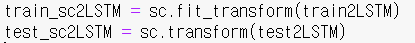 train_sc2LSTM = sc.fit_transform(train2LSTM)
test_sc2LSTM = sc.transform(test2LSTM)